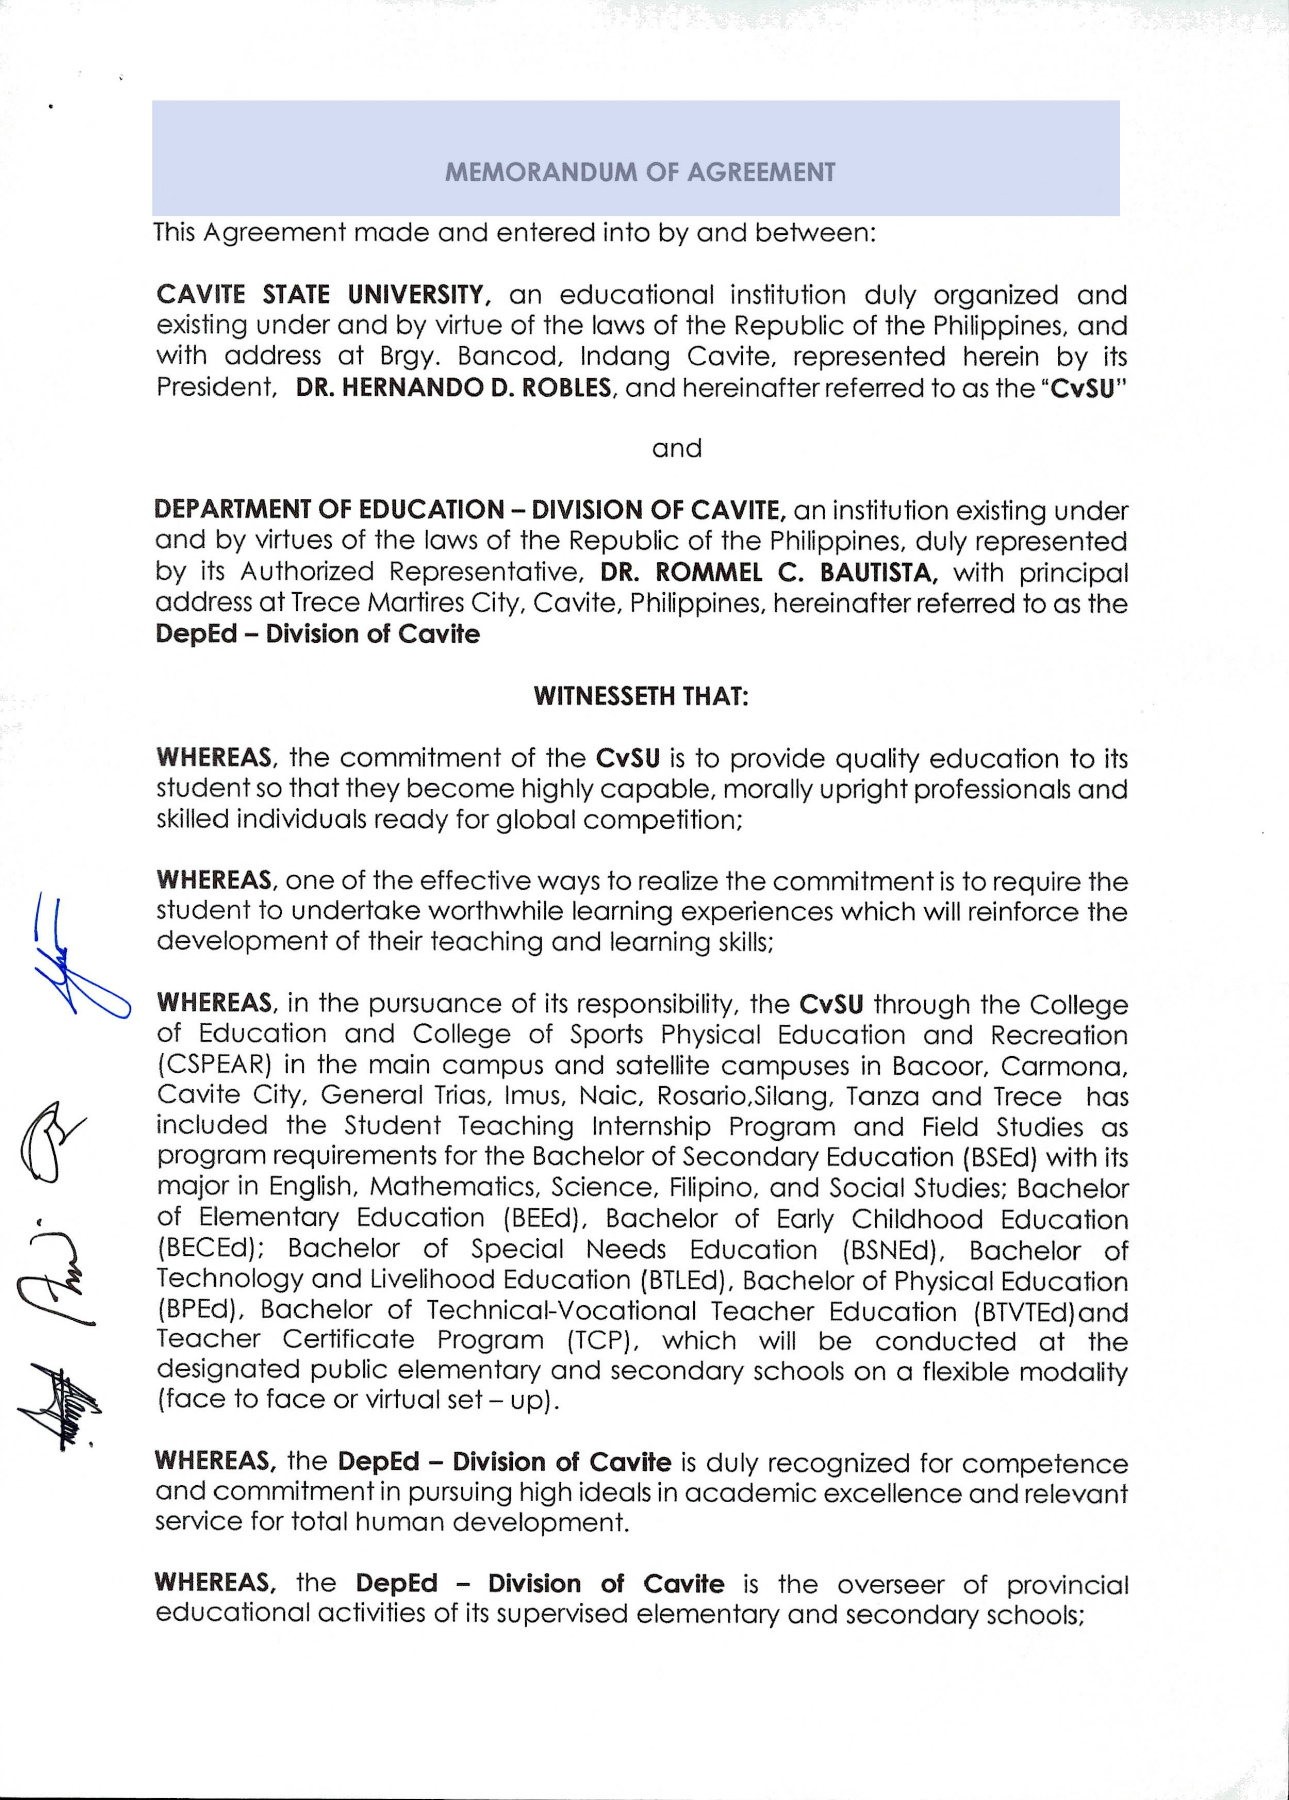 MEMORANDUM OF AGREEMENT
This Agreement made and entered into by and between:
CAVITE STATE UNIVERSITY, an educational institution duly organized and
existing under and by virtue of the laws of the Republic of the Philippines, and
with address at Brgy. Bancod, Indang Cavite, represented herein by its
President, DR. HERNANDO D. ROBLES, and hereinafter referred to as the “CvSU”
and
DEPARTMENT OF EDUCATION – DIVISION OF CAVITE, an institution existing under
and by virtues of the laws of the Republic of the Philippines, duly represented
by its Authorized Representative, DR. ROMMEL C. BAUTISTA, with principal
address at Trece Martires City, Cavite, Philippines, hereinafter referred to as the
DepEd – Division of Cavite
WITNESSETH THAT:
WHEREAS, the commitment of the CvSU is to provide quality education to its
student so that they become highly capable, morally upright professionals and
skilled individuals ready for global competition;
WHEREAS, one of the effective ways to realize the commitment is to require the
student to undertake worthwhile learning experiences which will reinforce the
development of their teaching and learning skills;
WHEREAS, in the pursuance of its responsibility, the CvSU through the College
of Education and College of Sports Physical Education and Recreation
(CSPEAR) in the main campus and satellite campuses in Bacoor, Carmona,
Cavite City, General Trias, Imus, Naic, Rosario,Silang, Tanza and Trece has
included the Student Teaching Internship Program and Field Studies as
program requirements for the Bachelor of Secondary Education (BSEd) with its
major in English, Mathematics, Science, Filipino, and Social Studies; Bachelor
of Elementary Education (BEEd), Bachelor of Early Childhood Education
(BECEd); Bachelor of Special Needs Education (BSNEd), Bachelor of
Technology and Livelihood Education (BTLEd), Bachelor of Physical Education
(BPEd), Bachelor of Technical-Vocational Teacher Education (BTVTEd)and
Teacher Certificate Program (TCP), which will be conducted at the
designated public elementary and secondary schools on a flexible modality
(face to face or virtual set – up).
WHEREAS, the DepEd – Division of Cavite is duly recognized for competence
and commitment in pursuing high ideals in academic excellence and relevant
service for total human development.
WHEREAS, the DepEd – Division of Cavite is the overseer of provincial
educational activities of its supervised elementary and secondary schools;